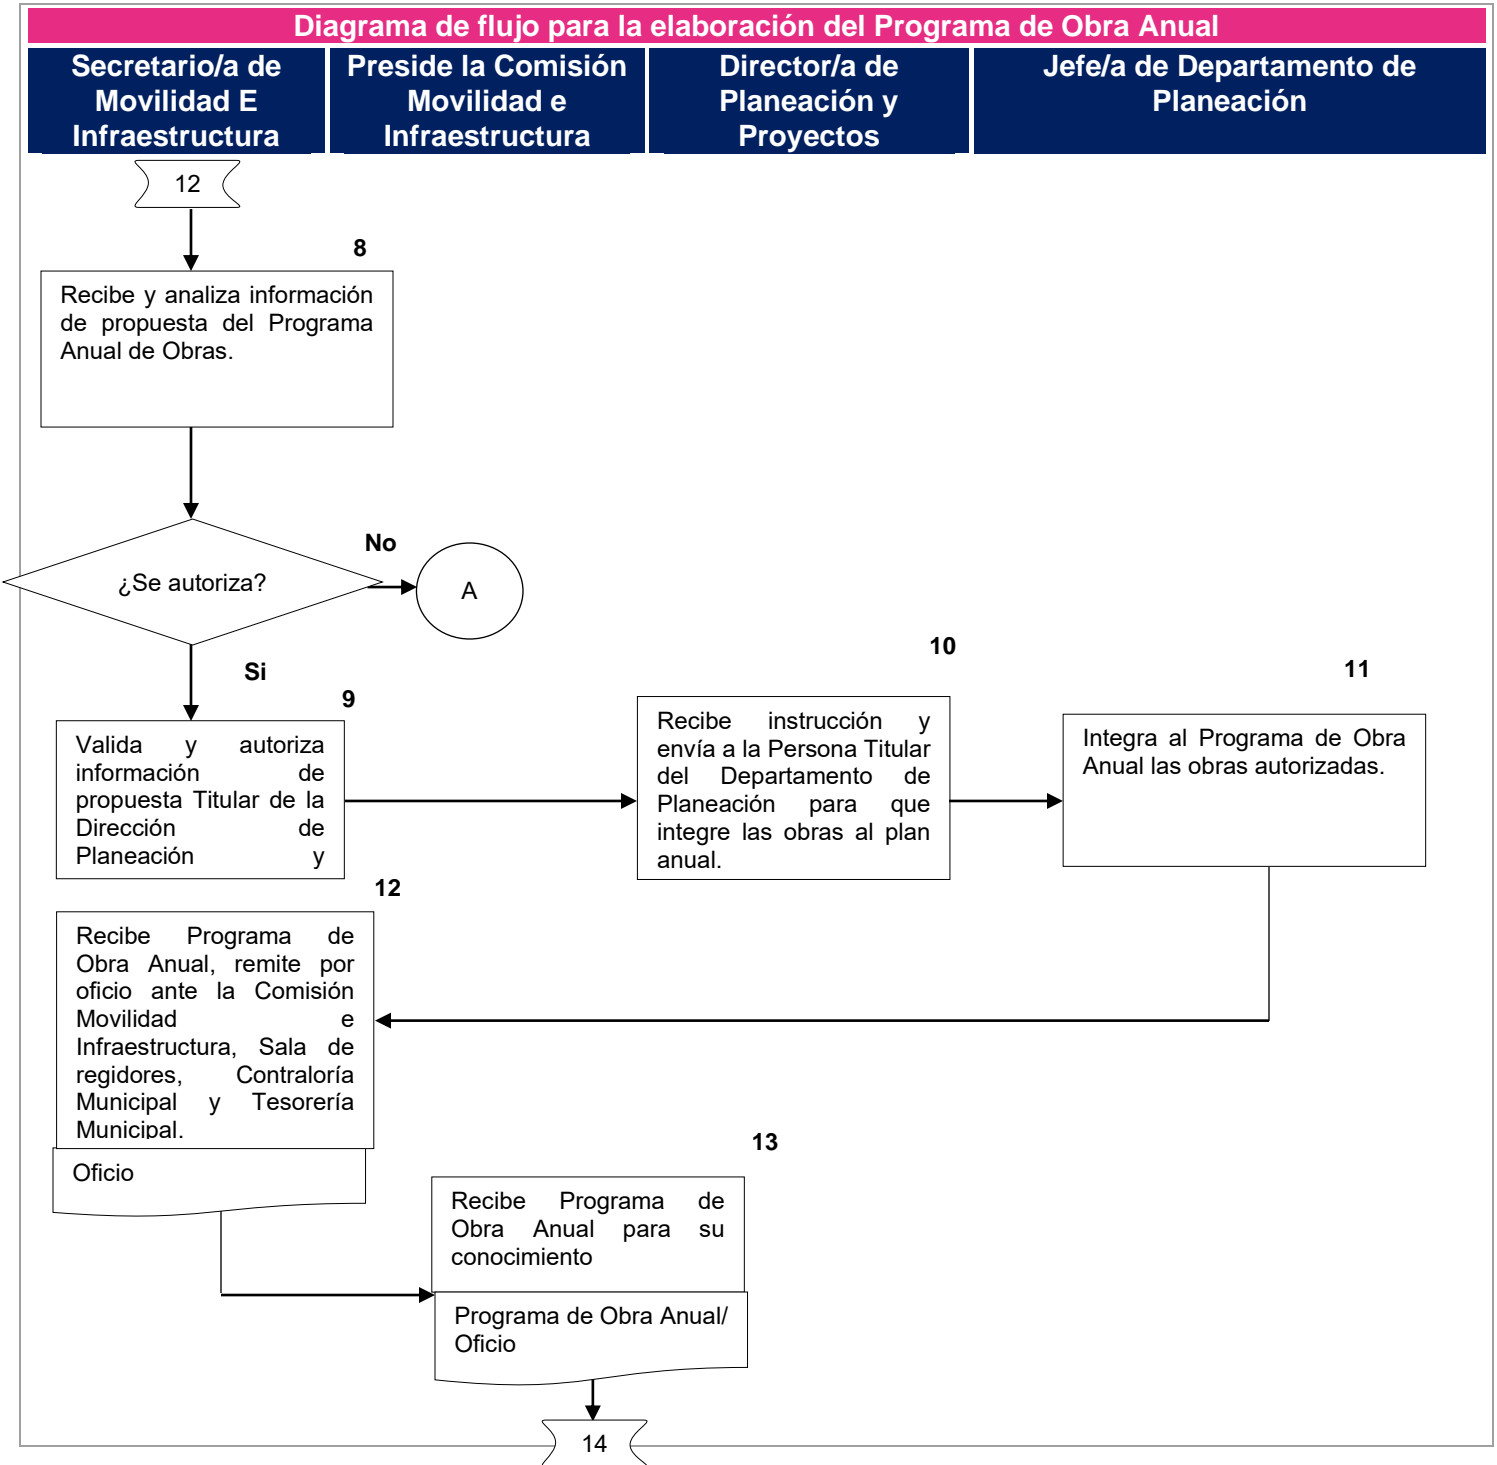 Diagrama de flujo para la elaboración del Programa de Obra Anual
Secretario/a de
Movilidad E
Infraestructura
Preside la Comisión
Movilidad e
Infraestructura
Director/a de
Planeación y
Proyectos
Jefe/a de Departamento de
Planeación
12
8
Recibe y analiza información
de propuesta del Programa
Anual de Obras.
¿Se autoriza?
No
A
Si
9
Valida y autoriza
información de
propuesta Titular de la
Dirección de
Planeación y
10
Recibe instrucción y
envía a la Persona Titular
del Departamento de
Planeación para que
integre las obras al plan
anual.
11
Integra al Programa de Obra
Anual las obras autorizadas.
12
Recibe Programa de
Obra Anual, remite por
oficio ante la Comisión
Movilidad e
Infraestructura, Sala de
regidores, Contraloría
Municipal y Tesorería
Municipal.
Oficio
13
Recibe Programa de
Obra Anual para su
conocimiento
Programa de Obra Anual/
Oficio
14